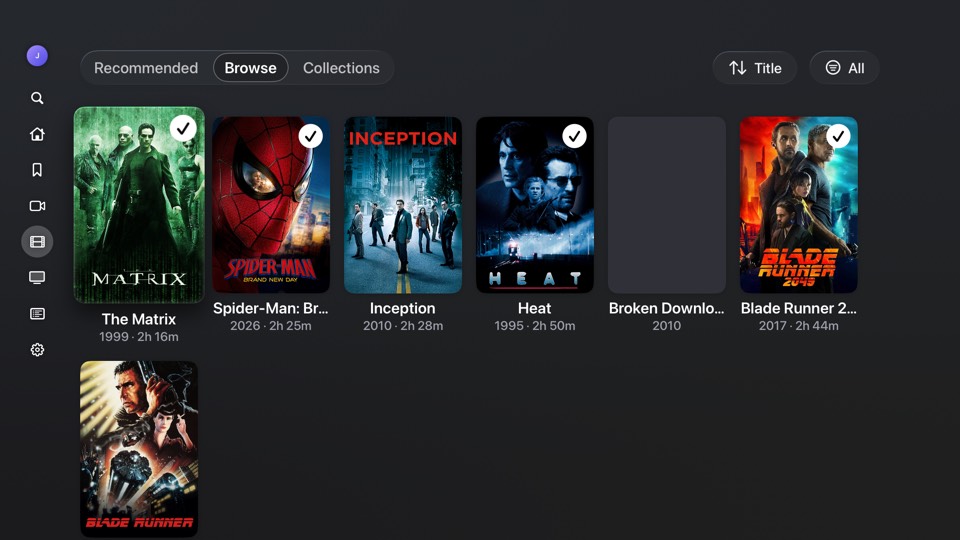 J
Recommended
Browse
Collections
Title
All
THE
MATRIX
INCEPTION
SPIDER-MAN
BRAND NEW DAY
HEAT
BLADE
RUNNER
2049
The Matrix
1999 · 2h 16m
Spider-Man: Br...
2026 · 2h 25m
Inception
2010 · 2h 28m
Heat
1995 · 2h 50m
Broken Downlo...
2010
Blade Runner 2...
2017 · 2h 44m
BLADE RUNNER